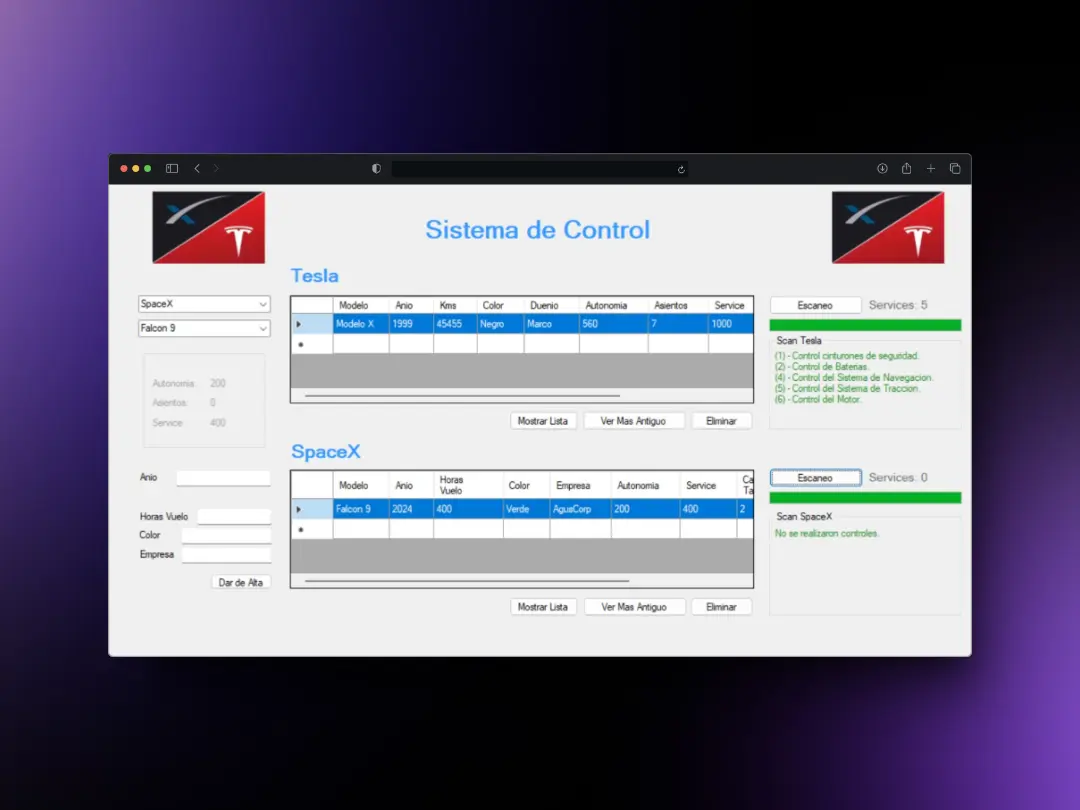 Sistema de Control
SpaceX
Falcon 9
Autonomia 200
Asientos 0
Service 400
Anio
Horas Vuelo
Color
Empresa
Dar de Alta
Tesla
Modelo Anio Kms Color Duenio Autonomia Asientos Service
Modelo X 1999 45455 Negro Marco 560 7 1000
Mostrar Lista Ver Mas Antiguo Eliminar
SpaceX
Modelo Anio Horas Vuelo Color Empresa Autonomia Service Ca Ta
Falcon 9 2024 400 Verde AguaCorp 200 400 2
Mostrar Lista Ver Mas Antiguo Eliminar
Escaneo Services: 5
Scan Tesla
(1) - Control cinturones de seguridad.
(2) - Control de Baterias.
(4) - Control del Sistema de Navegacion.
(5) - Control del Sistema de Traccion.
(6) - Control del Motor.
Escaneo Services: 0
Scan SpaceX
No se realizaron controles.